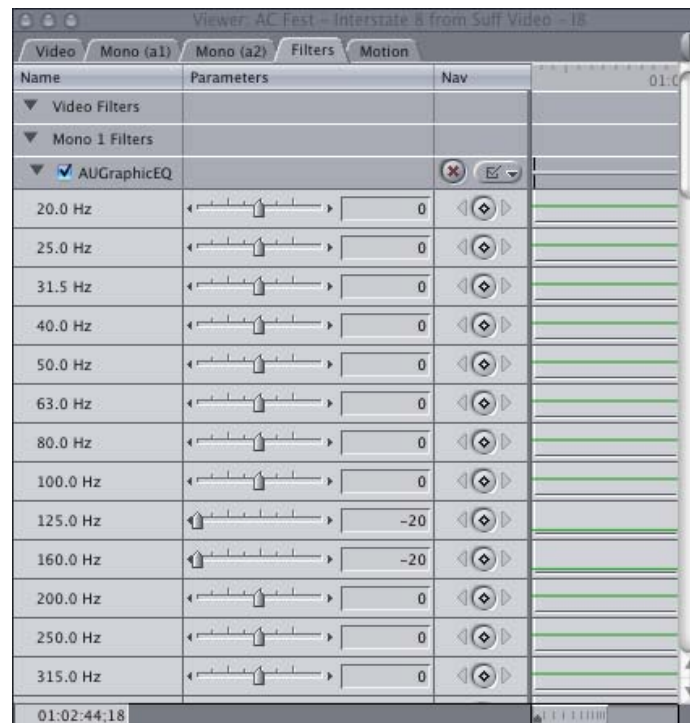 Viewer: AC Fest - Interstate 8 from Suff Video - I8
Video Mono (a1) Mono (a2) Filters Motion
Name Parameters Nav 01:0
Video Filters
Mono 1 Filters
AUGraphicEQ
20.0 Hz 0
25.0 Hz 0
31.5 Hz 0
40.0 Hz 0
50.0 Hz 0
63.0 Hz 0
80.0 Hz 0
100.0 Hz 0
125.0 Hz -20
160.0 Hz -20
200.0 Hz 0
250.0 Hz 0
315.0 Hz 0
01:02:44;18